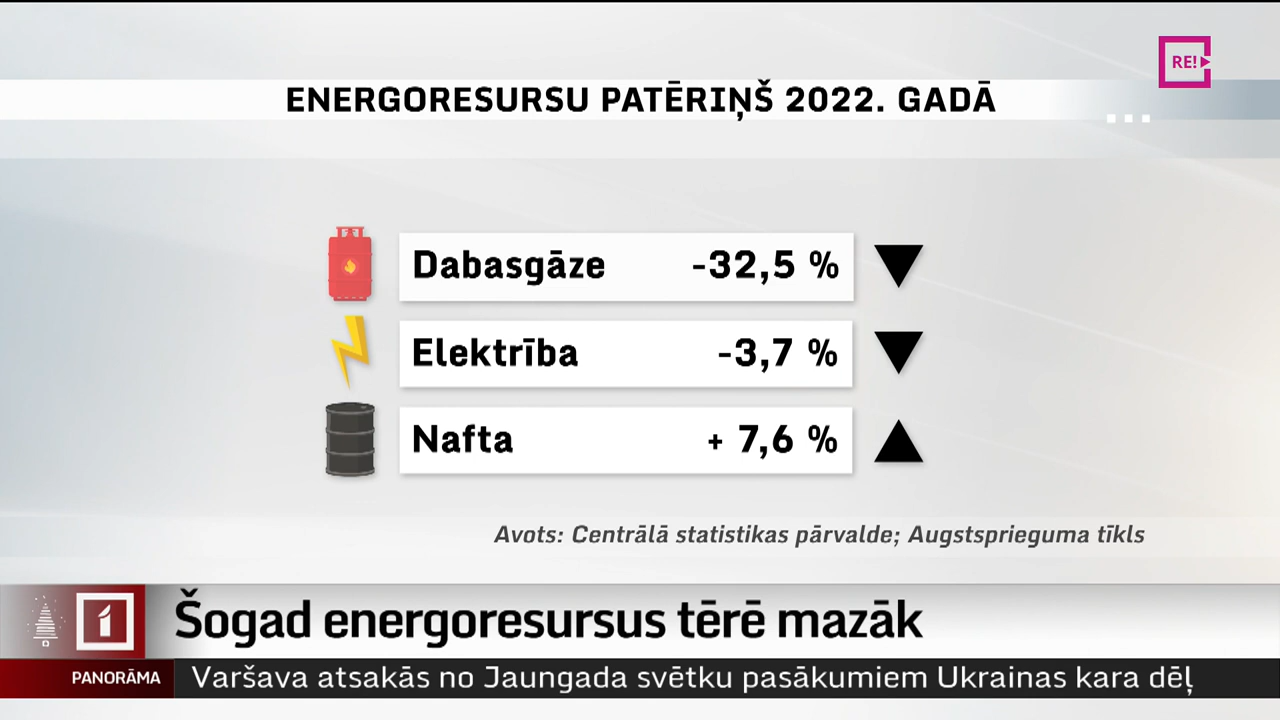 RE!
ENERGORESURSU PATĒRIŅŠ 2022. GADĀ
Dabasgāze -32,5 %
Elektrība -3,7 %
Nafta + 7,6 %
Avots: Centrālā statistikas pārvalde; Augstsprieguma tīkls
1 Šogad energoresursus tērē mazāk
PANORĀMA Varšava atsakās no Jaungada svētku pasākumiem Ukrainas kara dēļ